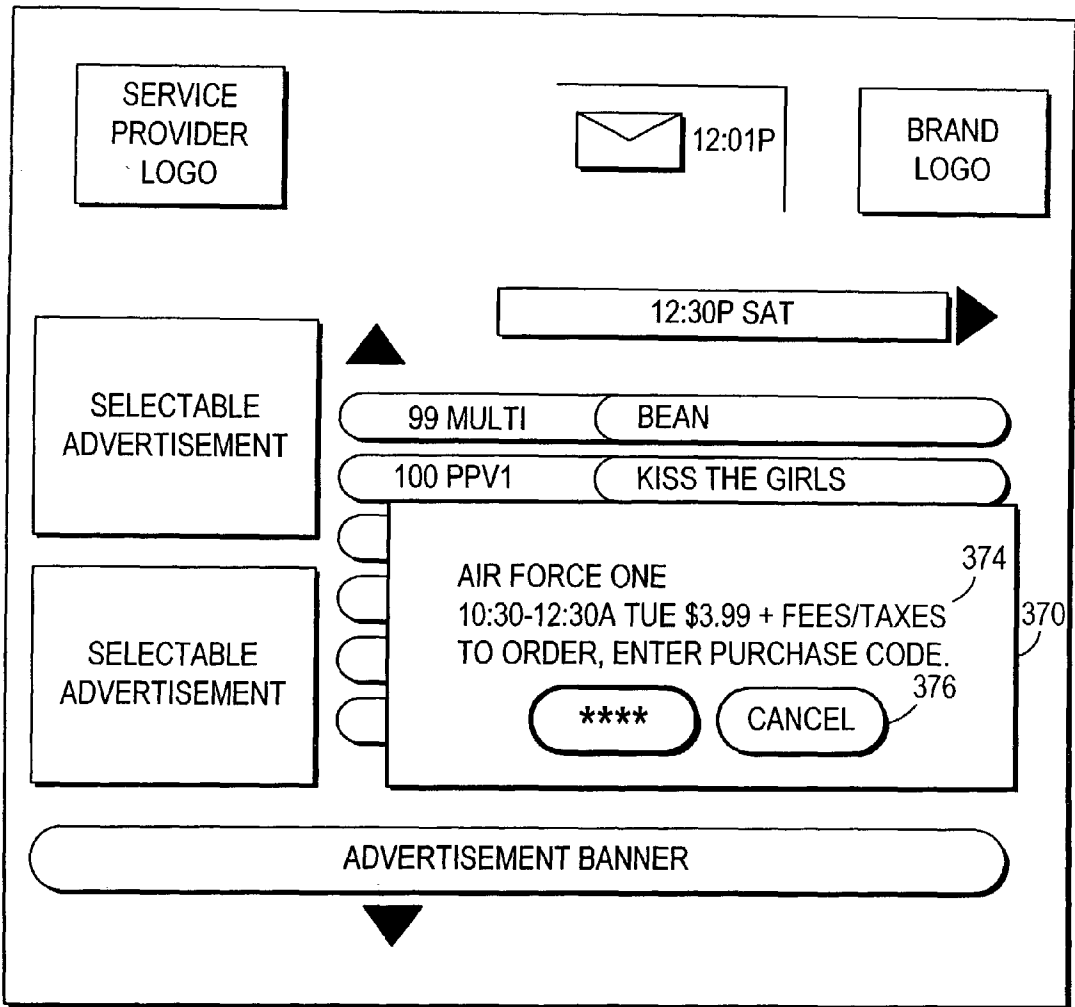 SERVICE
PROVIDER
LOGO
12:01P
BRAND
LOGO
12:30P SAT
SELECTABLE
ADVERTISEMENT
99 MULTI BEAN
100 PPV1 KISS THE GIRLS
SELECTABLE
ADVERTISEMENT
AIR FORCE ONE
374
10:30-12:30A TUE $3.99 + FEES/TAXES
370
TO ORDER, ENTER PURCHASE CODE.
376
**** CANCEL
ADVERTISEMENT BANNER